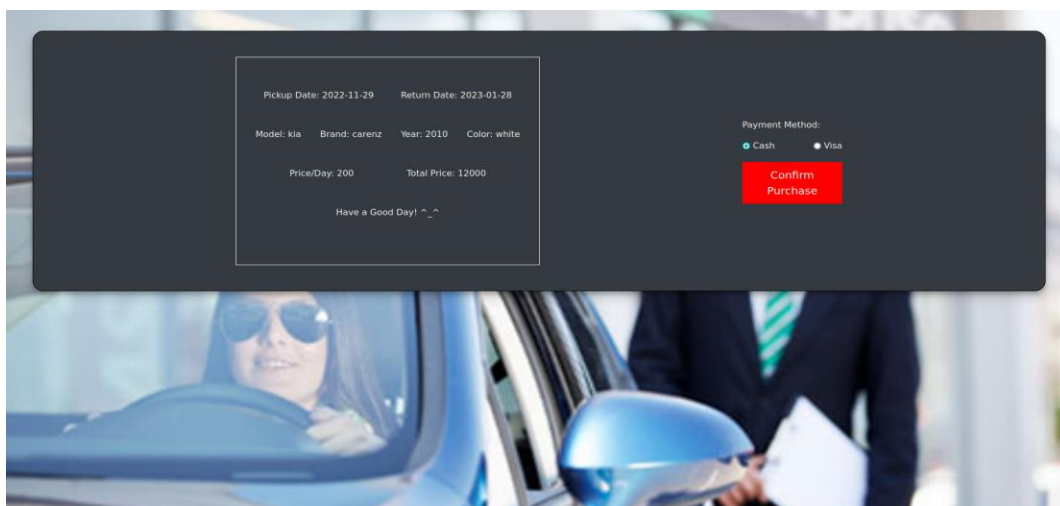 Pickup Date: 2022-11-29 Return Date: 2023-01-28
Model: kia Brand: carenz Year: 2010 Color: white
Price/Day: 200 Total Price: 12000
Have a Good Day! ^_^
Payment Method:
Cash Visa
Confirm
Purchase